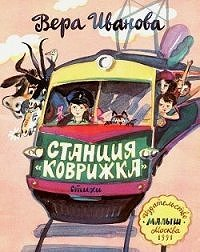 Вера Иванова
СТАНЦИЯ
«КОВРИЖКА»
стихи
Издательство
МАЛЫШ
Москва
1991